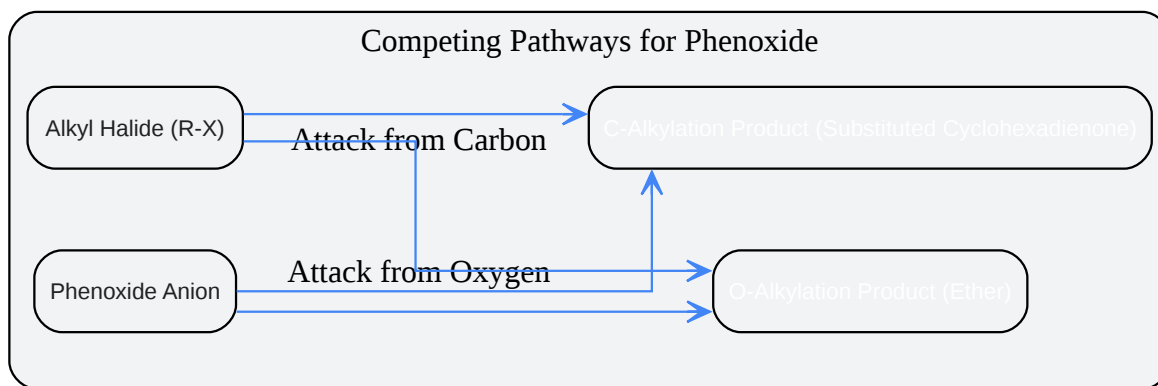 Competing Pathways for Phenoxide
Alkyl Halide (R-X)
C-Alkylation Product (Substituted Cyclohexadienone)
Attack from Carbon
Attack from Oxygen
Phenoxide Anion
O-Alkylation Product (Ether)